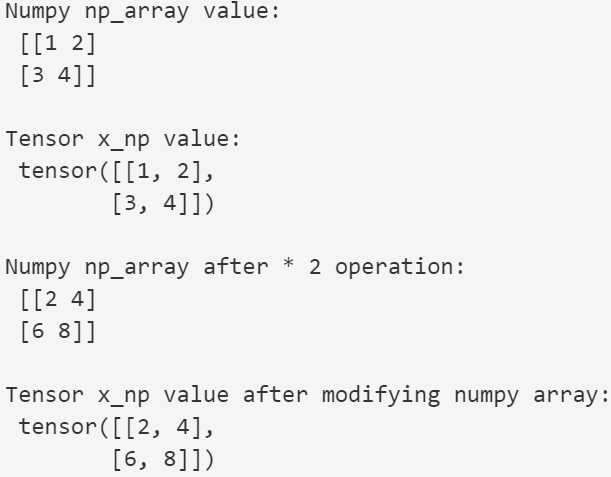 Numpy np_array value:
[[1 2]
[3 4]]
Tensor x_np value:
tensor([[1, 2],
[3, 4]])
Numpy np_array after * 2 operation:
[[2 4]
[6 8]]
Tensor x_np value after modifying numpy array:
tensor([[2, 4],
[6, 8]])